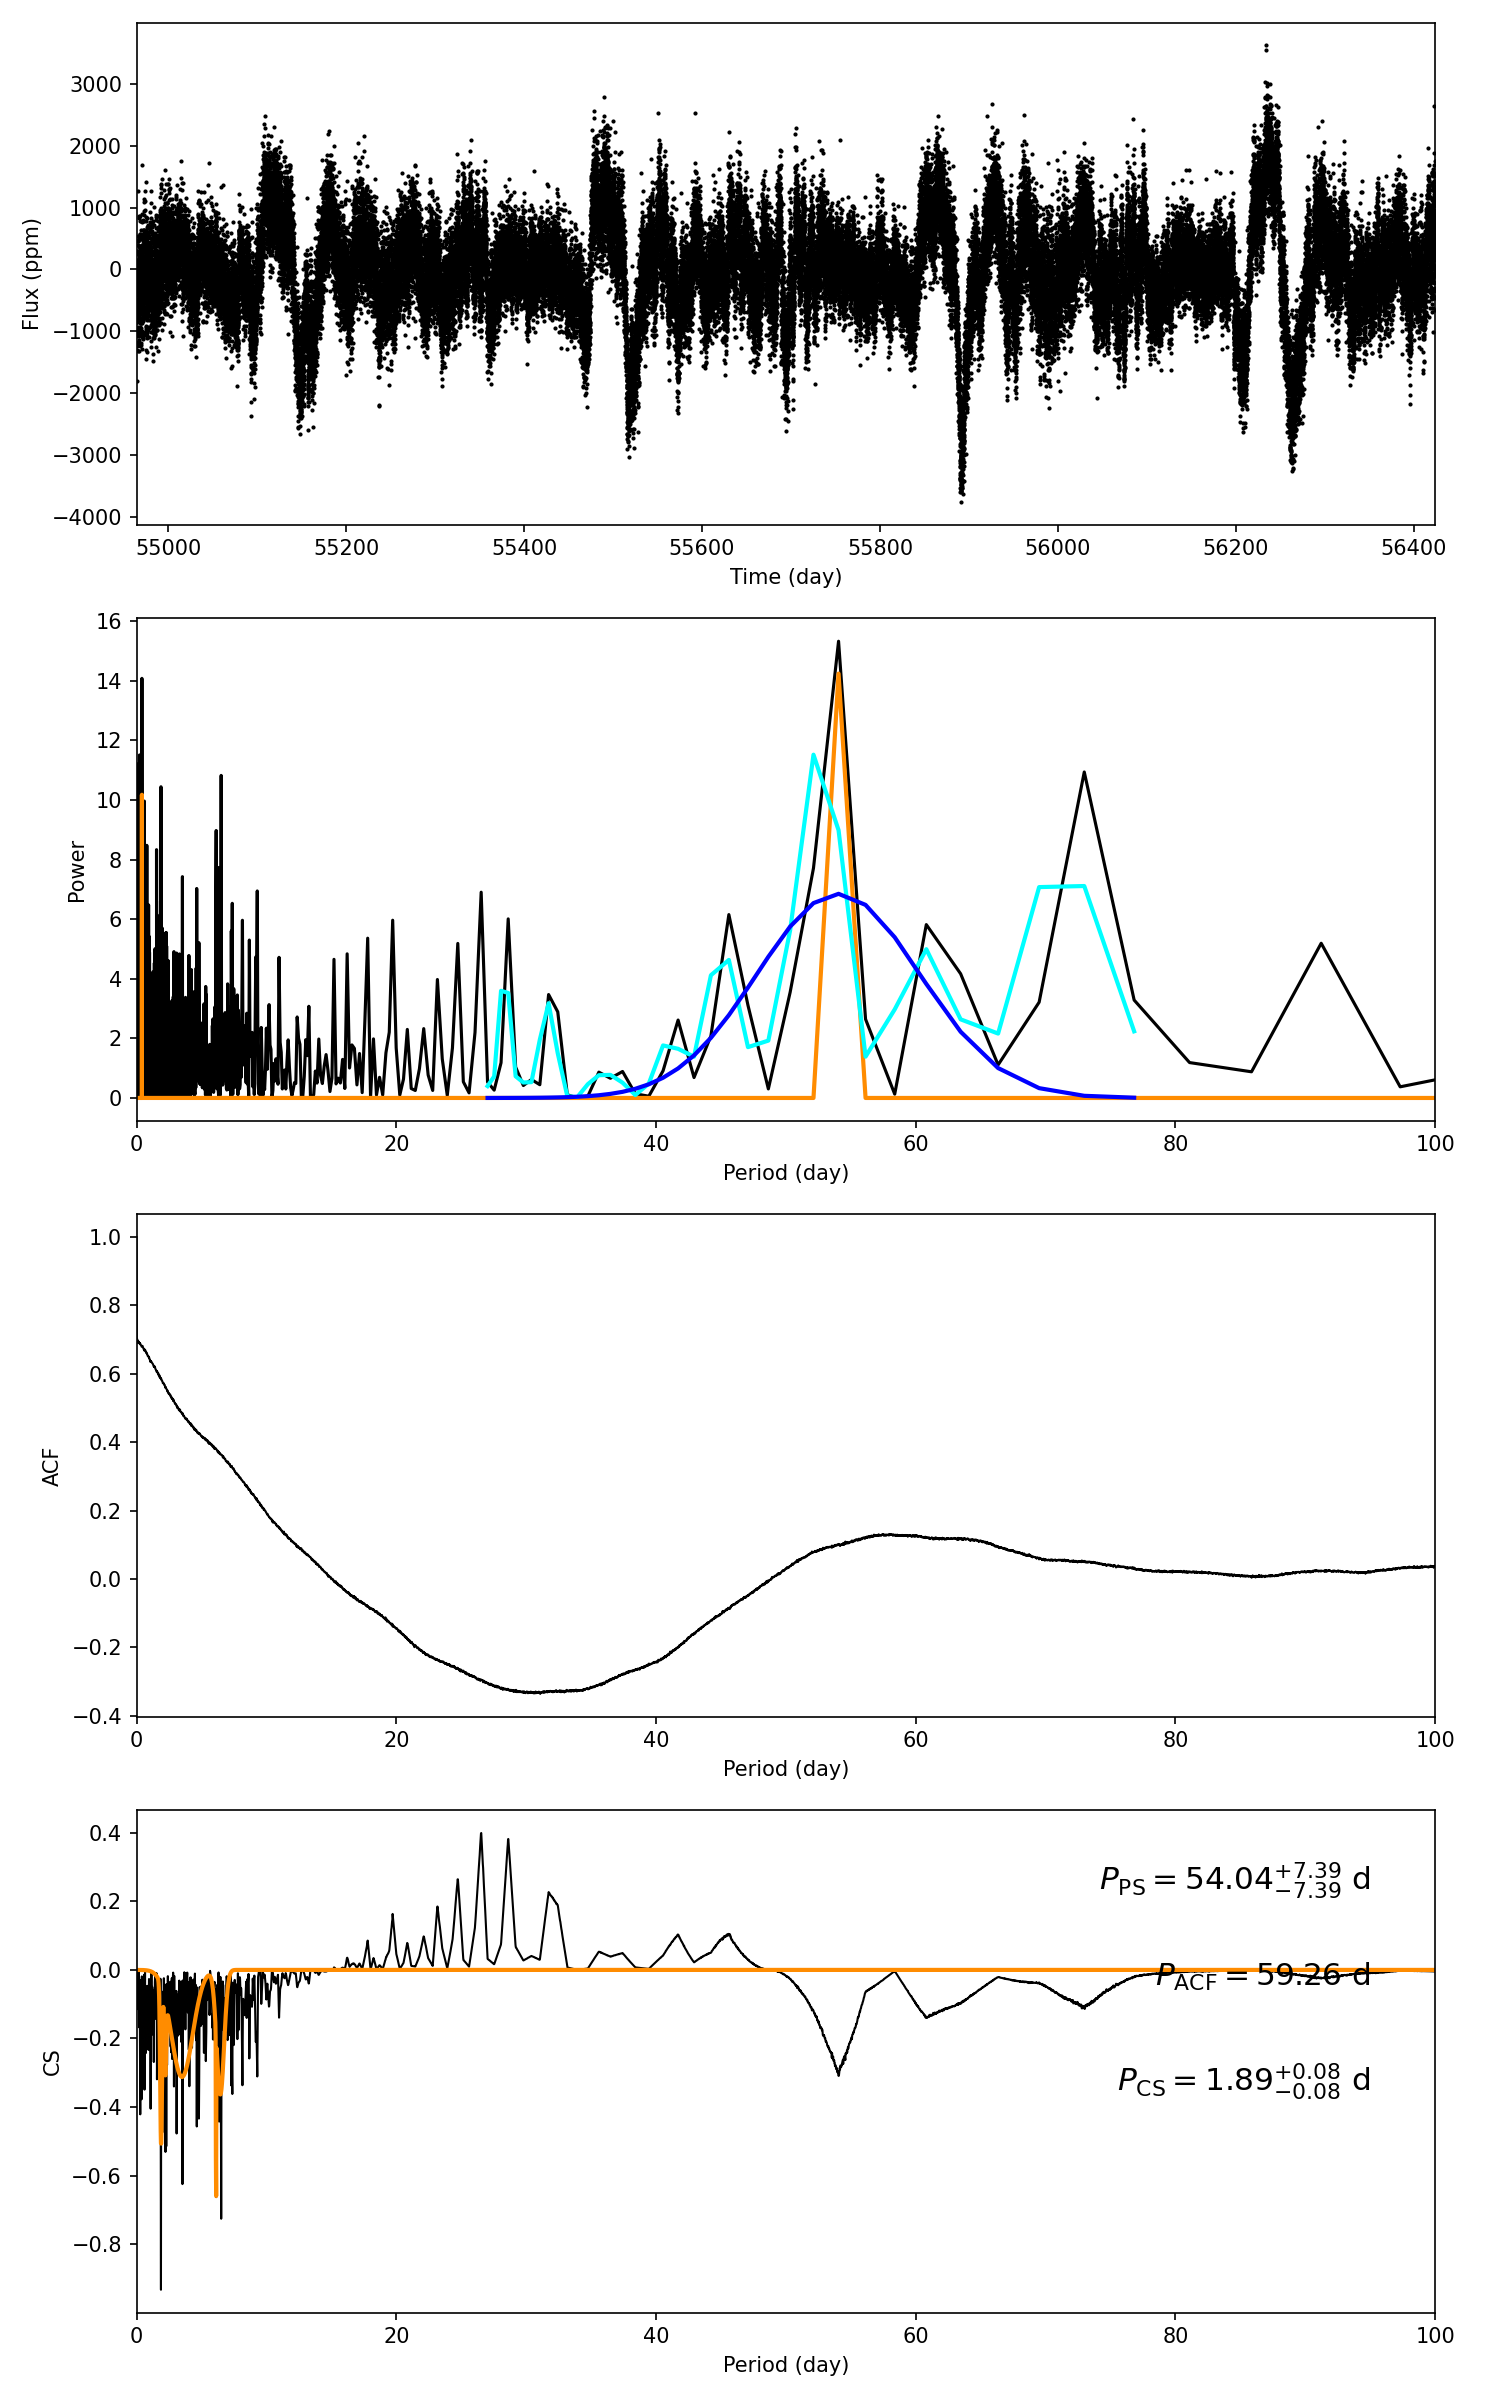 3000
2000
1000
0
−1000
−2000
−3000
−4000
Flux (ppm)
55000 55200 55400 55600 55800 56000 56200 56400
Time (day)
16
14
12
10
8
6
4
2
0
Power
0 20 40 60 80 100
Period (day)
1.0
0.8
0.6
0.4
0.2
0.0
−0.2
−0.4
ACF
0 20 40 60 80 100
Period (day)
0.4
0.2
0.0
−0.2
−0.4
−0.6
−0.8
CS
P_PS = 54.04 +7.39 −7.39 d
P_ACF = 59.26 d
P_CS = 1.89 +0.08 −0.08 d
0 20 40 60 80 100
Period (day)